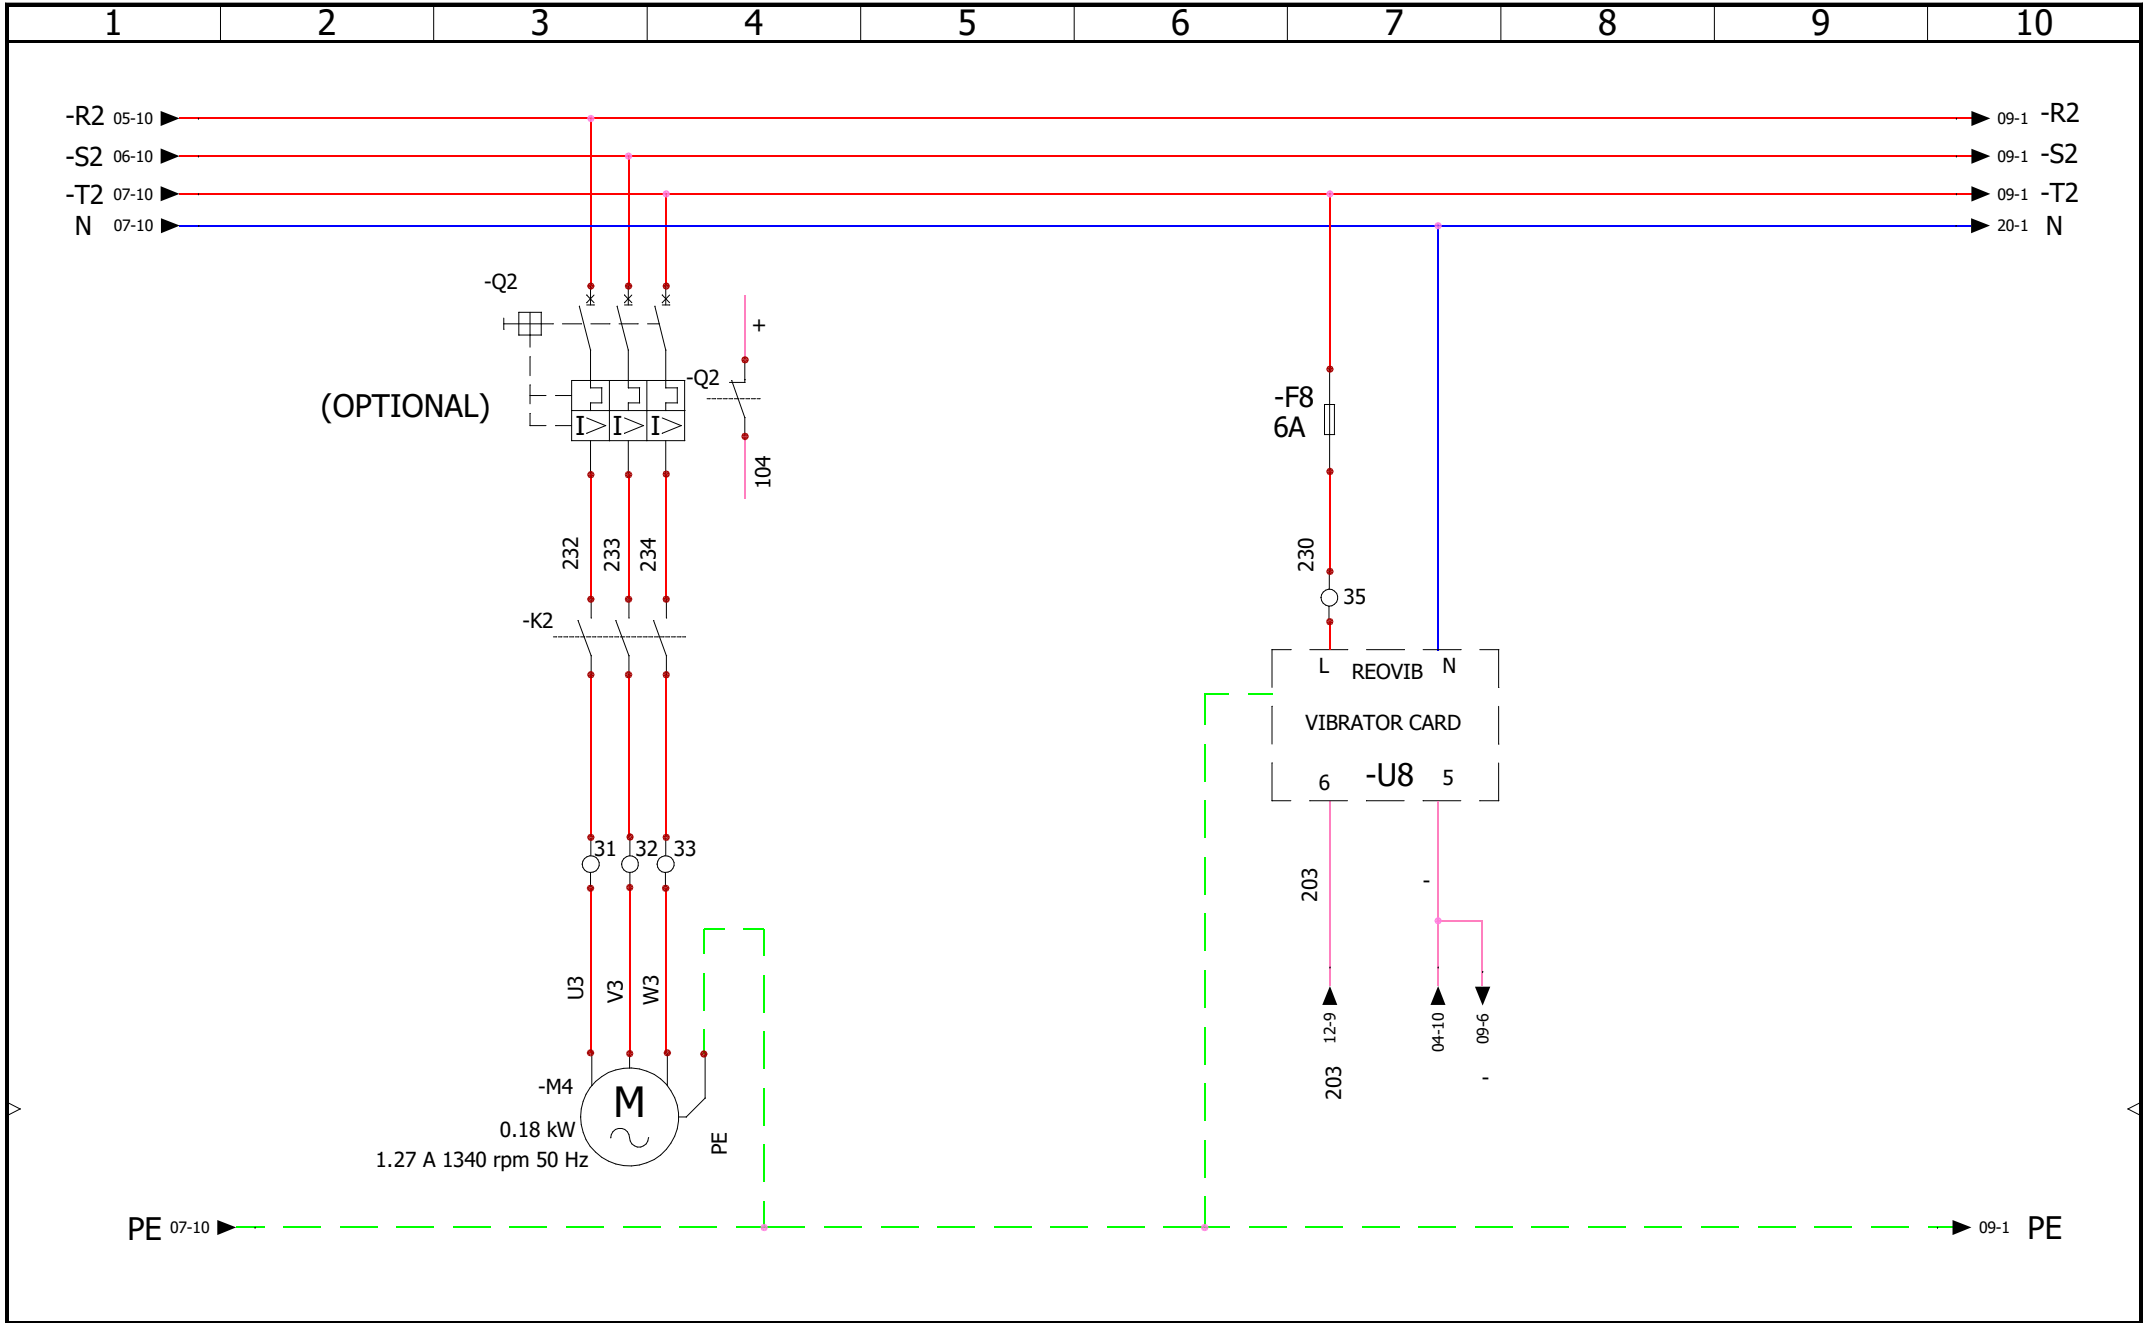 1 2 3 4 5 6 7 8 9 10
-R2 05-10 09-1 -R2
-S2 06-10 09-1 -S2
-T2 07-10 09-1 -T2
N 07-10 20-1 N
-Q2
+
-Q2
(OPTIONAL)
I> I> I>
104
-F8
6A
232 233 234
230
35
-K2
L REOVIB N
VIBRATOR CARD
6 -U8 5
31 32 33
203 -
U3 V3 W3
12-9 04-10 09-6
203 -
-M4
M
0.18 kW
1.27 A 1340 rpm 50 Hz
PE
PE 07-10 09-1 PE